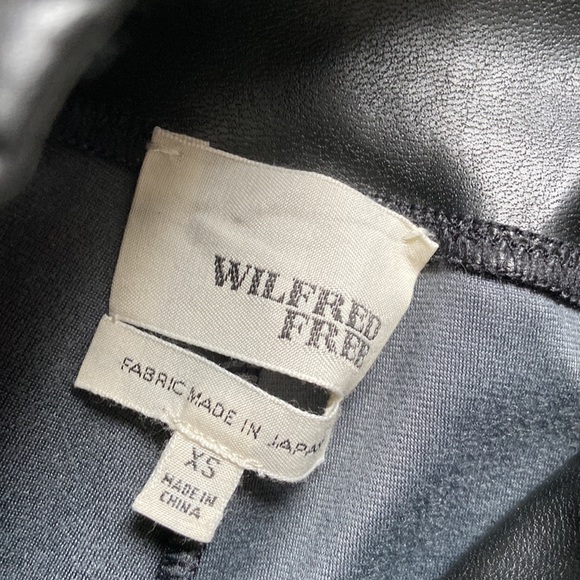 WILFRED
FREE
FABRIC MADE IN JAPAN
XS
MADE IN
CHINA